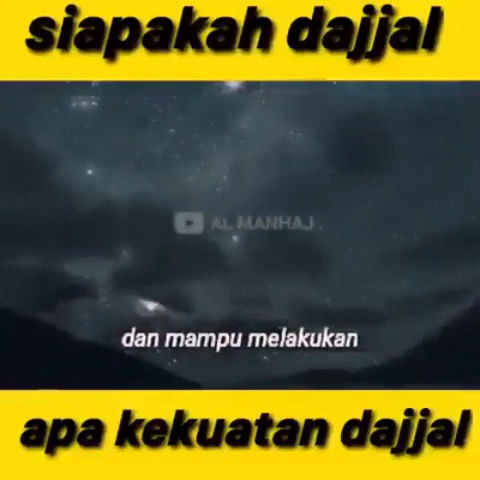 siapakah dajjal
AL MANHAJ
dan mampu melakukan
apa kekuatan dajjal